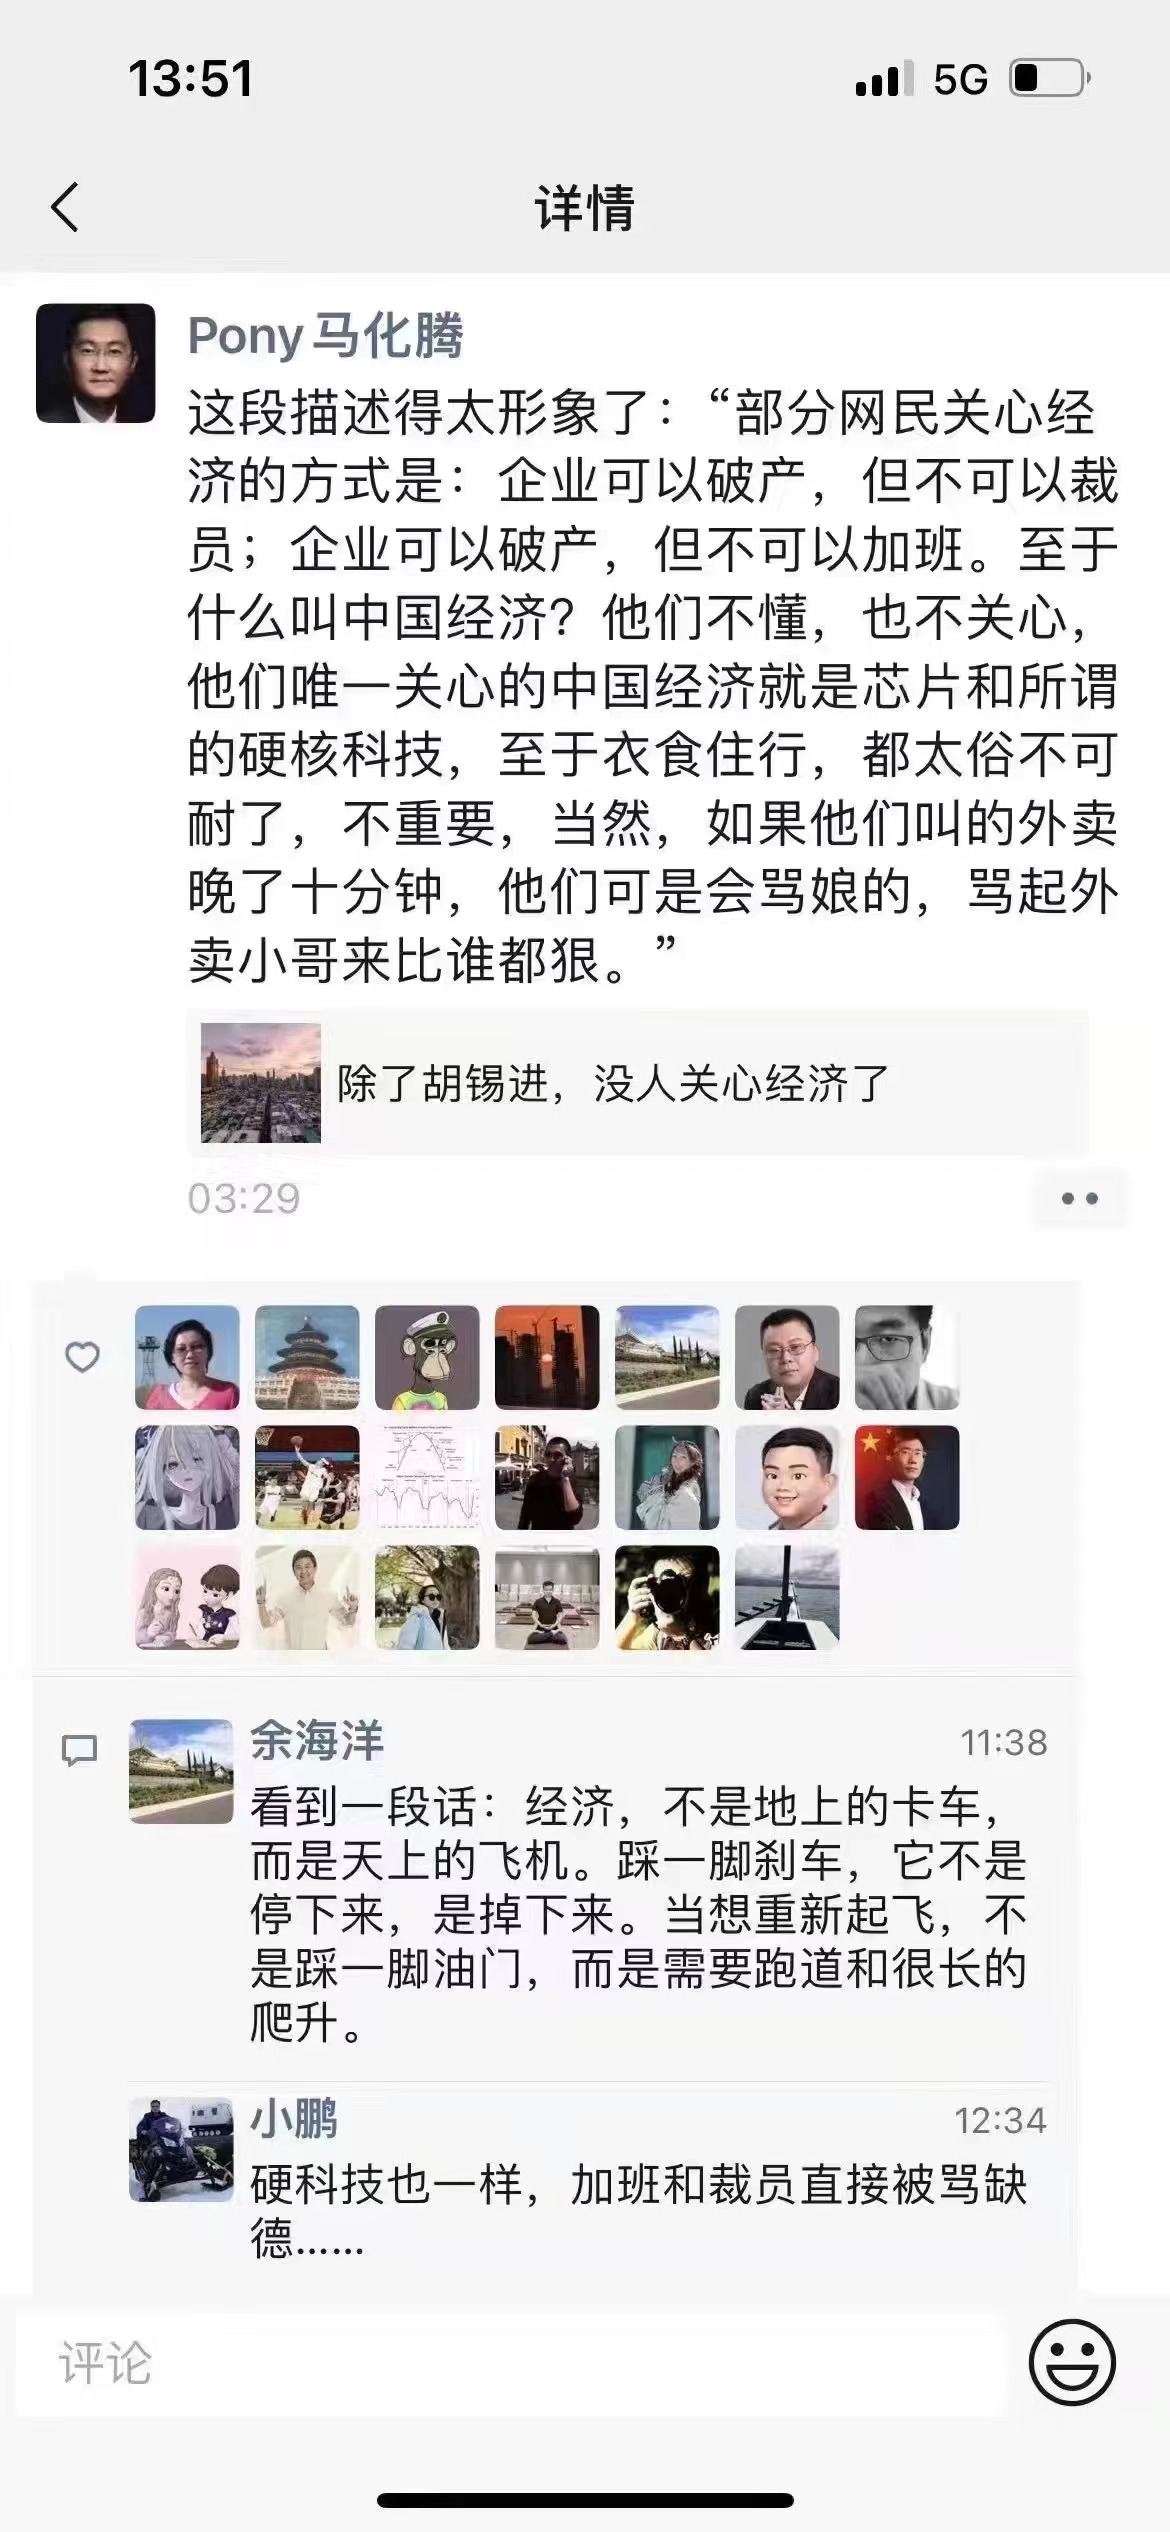 13:51
5G
详情
Pony马化腾
这段描述得太形象了：“部分网民关心经
济的方式是：企业可以破产，但不可以裁
员；企业可以破产，但不可以加班。至于
什么叫中国经济？他们不懂，也不关心，
他们唯一关心的中国经济就是芯片和所谓
的硬核科技，至于衣食住行，都太俗不可
耐了，不重要，当然，如果他们叫的外卖
晚了十分钟，他们可是会骂娘的，骂起外
卖小哥来比谁都狠。”
除了胡锡进，没人关心经济了
03:29
余海洋
11:38
看到一段话：经济，不是地上的卡车，
而是天上的飞机。踩一脚刹车，它不是
停下来，是掉下来。当想重新起飞，不
是踩一脚油门，而是需要跑道和很长的
爬升。
小鹏
12:34
硬科技也一样，加班和裁员直接被骂缺
德……
评论